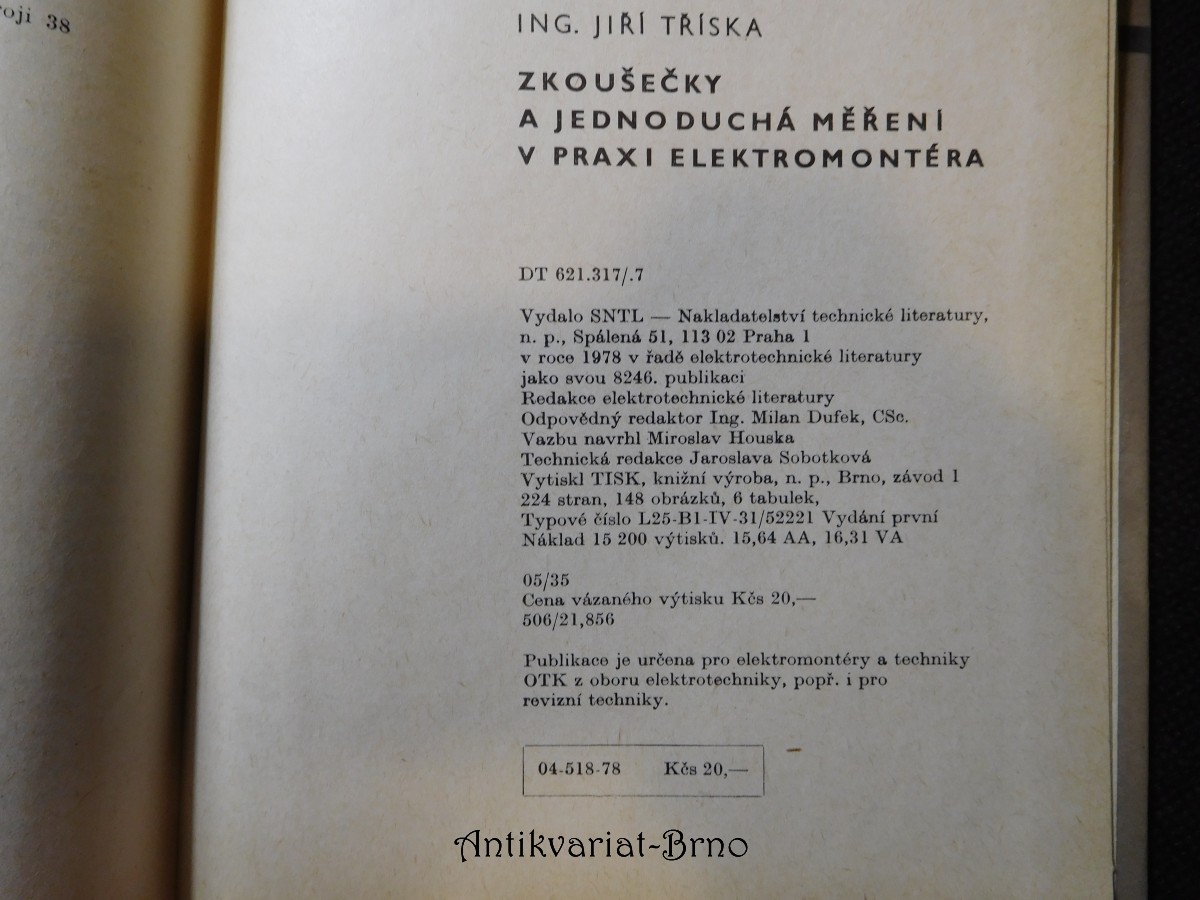 38
ING. JIŘÍ TŘÍSKA
ZKOUŠEČKY
A JEDNODUCHÁ MĚŘENÍ
V PRAXI ELEKTROMONTÉRA
DT 621.317/.7
Vydalo SNTL — Nakladatelství technické literatury,
n. p., Spálená 51, 113 02 Praha 1
v roce 1978 v řadě elektrotechnické literatury
jako svou 8246. publikaci
Redakce elektrotechnické literatury
Odpovědný redaktor Ing. Milan Dufek, CSc.
Vazbu navrhl Miroslav Houska
Technická redakce Jaroslava Sobotková
Vytiskl TISK, knižní výroba, n. p., Brno, závod 1
224 stran, 148 obrázků, 6 tabulek,
Typové číslo L25-B1-IV-31/52221 Vydání první
Náklad 15 200 výtisků. 15,64 AA, 16,31 VA
05/35
Cena vázaného výtisku Kčs 20,—
506/21,856
Publikace je určena pro elektromontéry a techniky
OTK z oboru elektrotechniky, popř. i pro
revizní techniky.
04-518-78 Kčs 20,—
Antikvariat-Brno